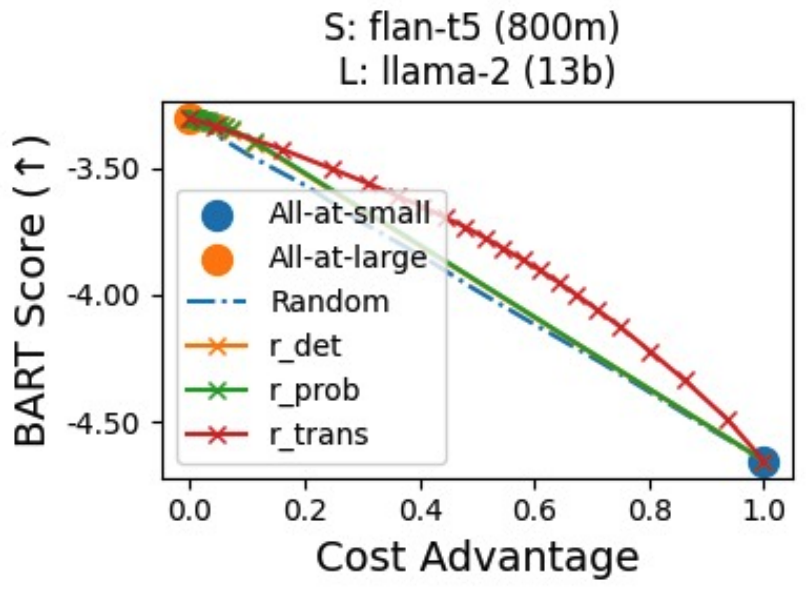 S: flan-t5 (800m)
L: llama-2 (13b)
BART Score (↑)
-3.50
-4.00
-4.50
All-at-small
All-at-large
Random
r_det
r_prob
r_trans
0.0 0.2 0.4 0.6 0.8 1.0
Cost Advantage